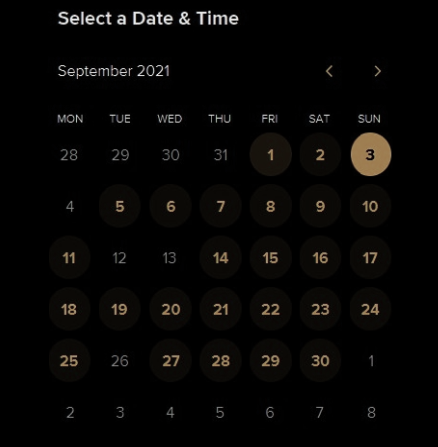 Select a Date & Time
September 2021
MON TUE WED THU FRI SAT SUN
28 29 30 31 1 2 3
4 5 6 7 8 9 10
11 12 13 14 15 16 17
18 19 20 21 22 23 24
25 26 27 28 29 30 1
2 3 4 5 6 7 8